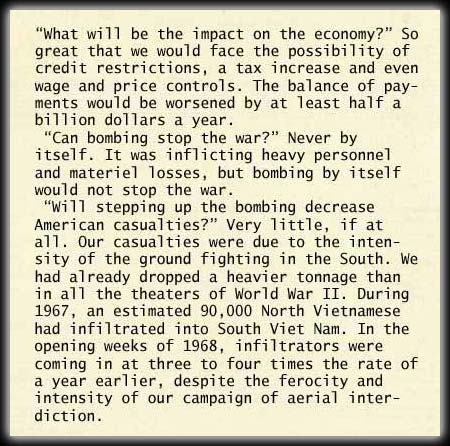 “What will be the impact on the economy?” So
great that we would face the possibility of
credit restrictions, a tax increase and even
wage and price controls. The balance of pay-
ments would be worsened by at least half a
billion dollars a year.
“Can bombing stop the war?” Never by
itself. It was inflicting heavy personnel
and materiel losses, but bombing by itself
would not stop the war.
“Will stepping up the bombing decrease
American casualties?” Very little, if at
all. Our casualties were due to the inten-
sity of the ground fighting in the South. We
had already dropped a heavier tonnage than
in all the theaters of World War II. During
1967, an estimated 90,000 North Vietnamese
had infiltrated into South Viet Nam. In the
opening weeks of 1968, infiltrators were
coming in at three to four times the rate of
a year earlier, despite the ferocity and
intensity of our campaign of aerial inter-
diction.